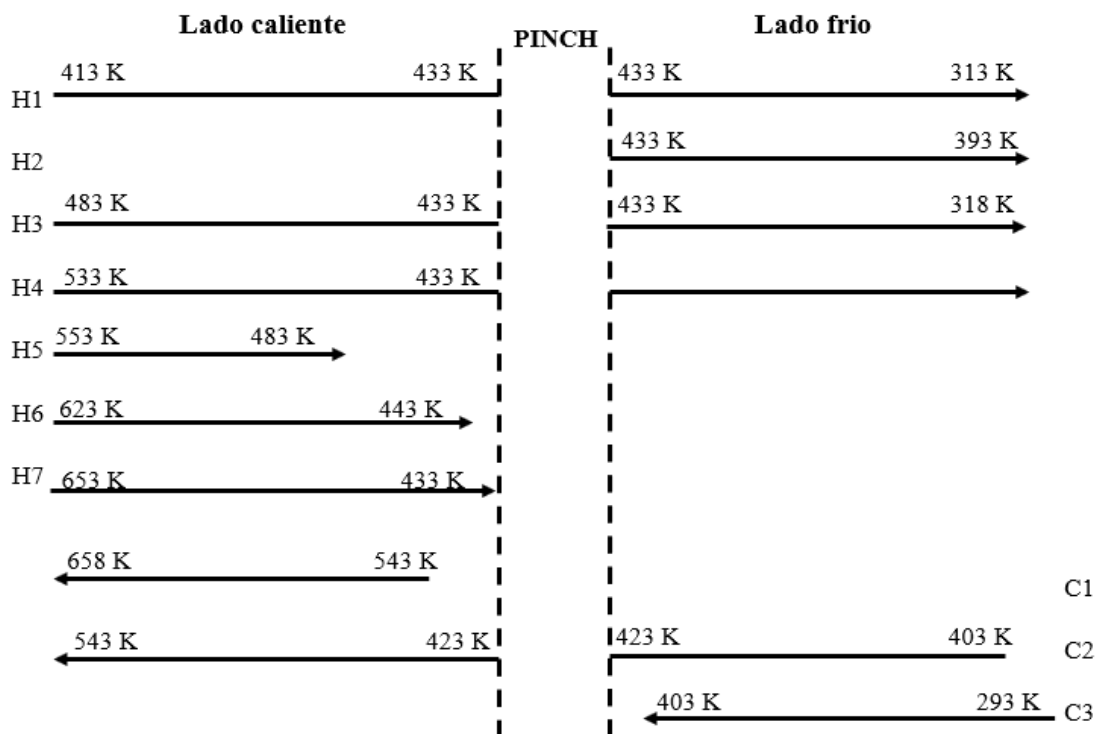 Lado caliente PINCH Lado frio
H1 413 K 433 K 433 K 313 K
H2 433 K 393 K
H3 483 K 433 K 433 K 318 K
H4 533 K 433 K
H5 553 K 483 K
H6 623 K 443 K
H7 653 K 433 K
658 K 543 K C1
543 K 423 K 423 K 403 K C2
403 K 293 K C3